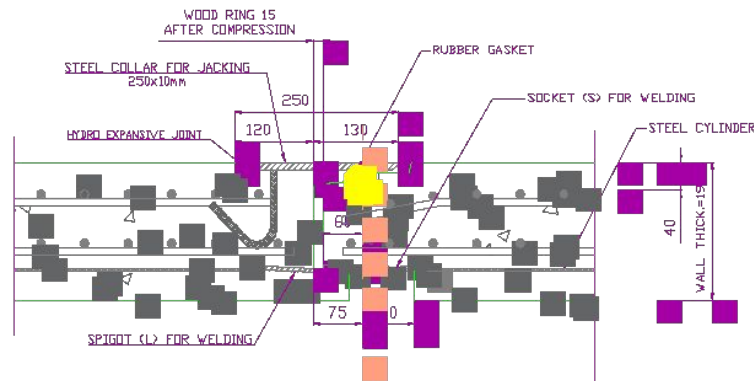 WOOD RING 15
AFTER COMPRESSION
RUBBER GASKET
STEEL COLLAR FOR JACKING
250x10mm
250
SOCKET (S) FOR WELDING
120
130
HYDRO EXPANSIVE JOINT
STEEL CYLINDER
40
WALL THICK.=19
75
SPIGOT (L) FOR WELDING